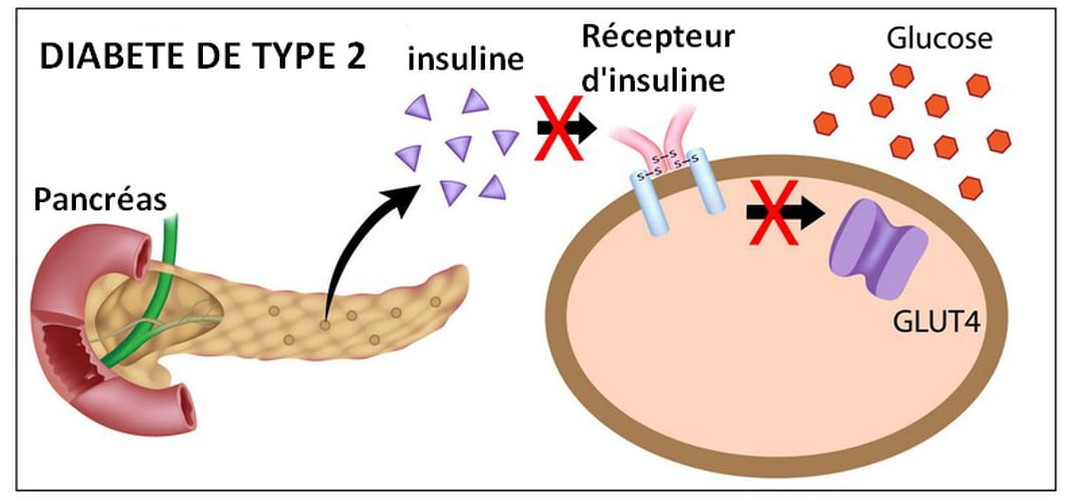 DIABETE DE TYPE 2
insuline
Récepteur
d'insuline
Glucose
Pancréas
S-S
S-S
S-S
GLUT4